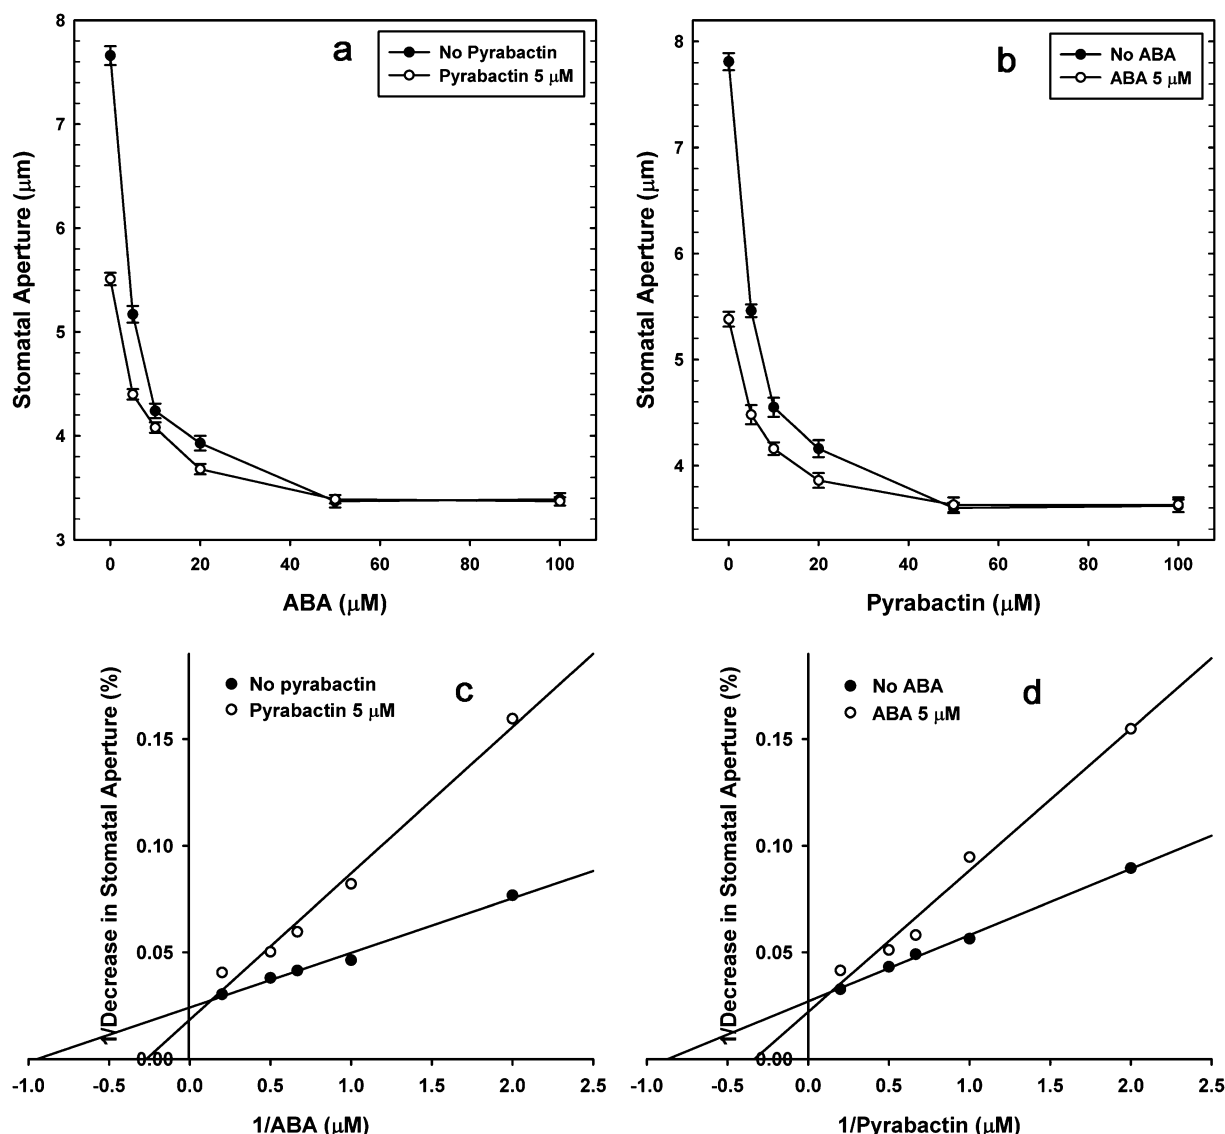 a
No Pyrabactin
Pyrabactin 5 μM
Stomatal Aperture (μm)
8
7
6
5
4
3
0 20 40 60 80 100
ABA (μM)
b
No ABA
ABA 5 μM
Stomatal Aperture (μm)
8
7
6
5
4
0 20 40 60 80 100
Pyrabactin (μM)
c
No pyrabactin
Pyrabactin 5 μM
1/Decrease in Stomatal Aperture (%)
0.15
0.10
0.05
0.00
-1.0 -0.5 0.0 0.5 1.0 1.5 2.0 2.5
1/ABA (μM)
d
No ABA
ABA 5 μM
1/Decrease in Stomatal Aperture (%)
0.15
0.10
0.05
0.00
-1.0 -0.5 0.0 0.5 1.0 1.5 2.0 2.5
1/Pyrabactin (μM)